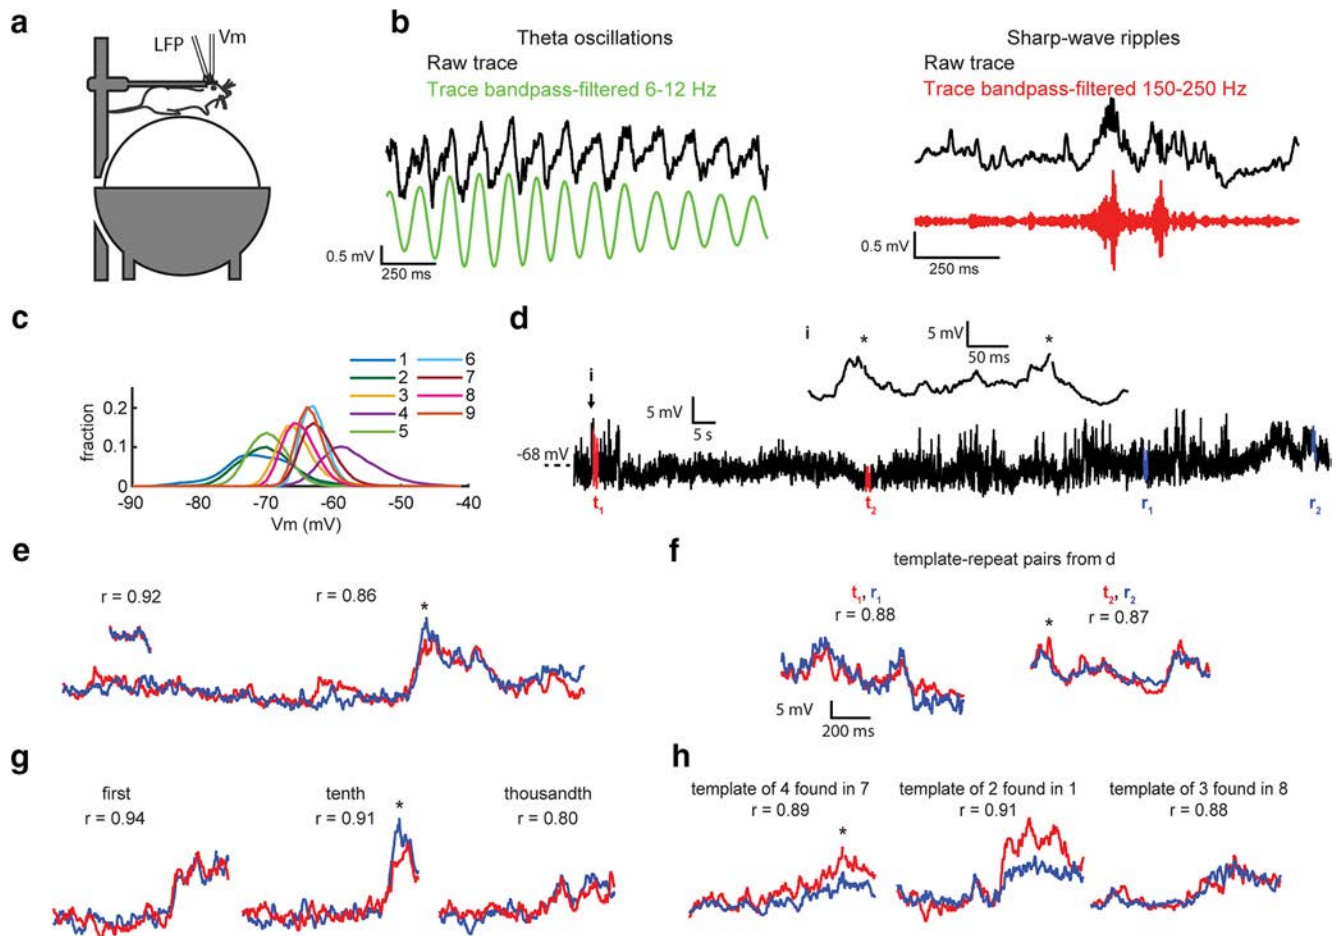 a
LFP
Vm
b
Theta oscillations
Raw trace
Trace bandpass-filtered 6-12 Hz
0.5 mV
250 ms
Sharp-wave ripples
Raw trace
Trace bandpass-filtered 150-250 Hz
0.5 mV
250 ms
c
fraction
0.2
0.1
0
-90
-80
-70
-60
-50
-40
Vm (mV)
1
2
3
4
5
6
7
8
9
d
i
*
*
5 mV
50 ms
i
5 mV
5 s
-68 mV
t1
t2
r1
r2
e
r = 0.92
r = 0.86
*
f
template-repeat pairs from d
t1, r1
r = 0.88
t2, r2
r = 0.87
*
5 mV
200 ms
g
first
r = 0.94
tenth
r = 0.91
*
thousandth
r = 0.80
h
template of 4 found in 7
r = 0.89
*
template of 2 found in 1
r = 0.91
template of 3 found in 8
r = 0.88